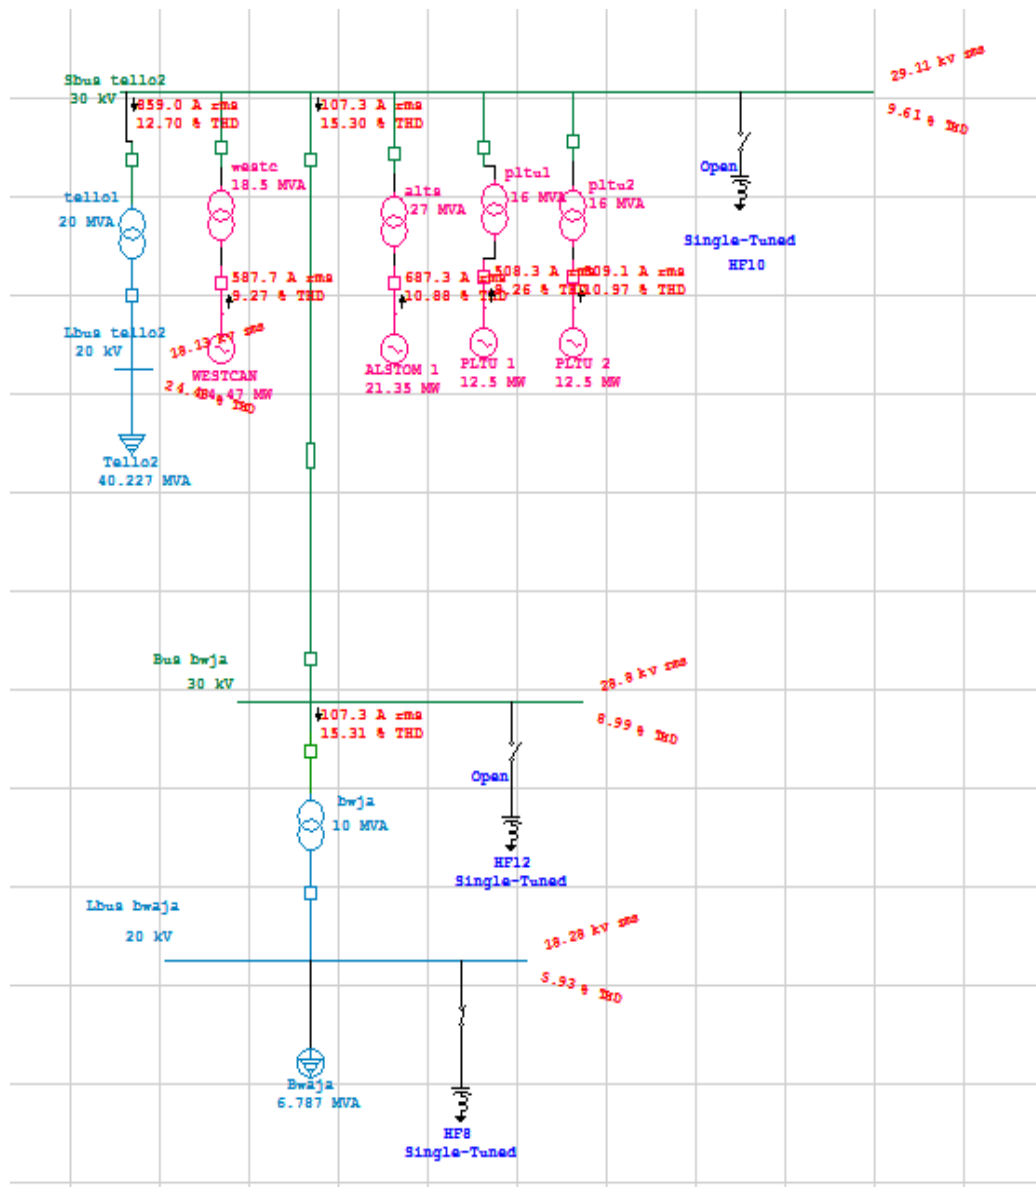 29.11 kv rms
9.61 % THD
Sbus tello2
30 kV
859.0 A rms
12.70 % THD
107.3 A rms
15.30 % THD
westc
18.5 MVA
tello1
20 MVA
alts
27 MVA
pltu1
16 MVA
pltu2
16 MVA
Open
Single-Tuned
HF10
587.7 A rms
9.27 % THD
687.3 A rms
10.88 % THD
508.3 A rms
8.26 % THD
509.1 A rms
10.97 % THD
Lbus tello2
20 kV
18.13 kv rms
% THD
WESTCAN
MW
ALSTOM 1
21.35 MW
PLTU 1
12.5 MW
PLTU 2
12.5 MW
Tello2
40.227 MVA
Bus bwja
30 kV
28.8 kv rms
8.99 % THD
107.3 A rms
15.31 % THD
Open
bwja
10 MVA
HF12
Single-Tuned
Lbus bwaja
20 kV
18.28 kv rms
5.93 % THD
Bwaja
6.787 MVA
HF8
Single-Tuned